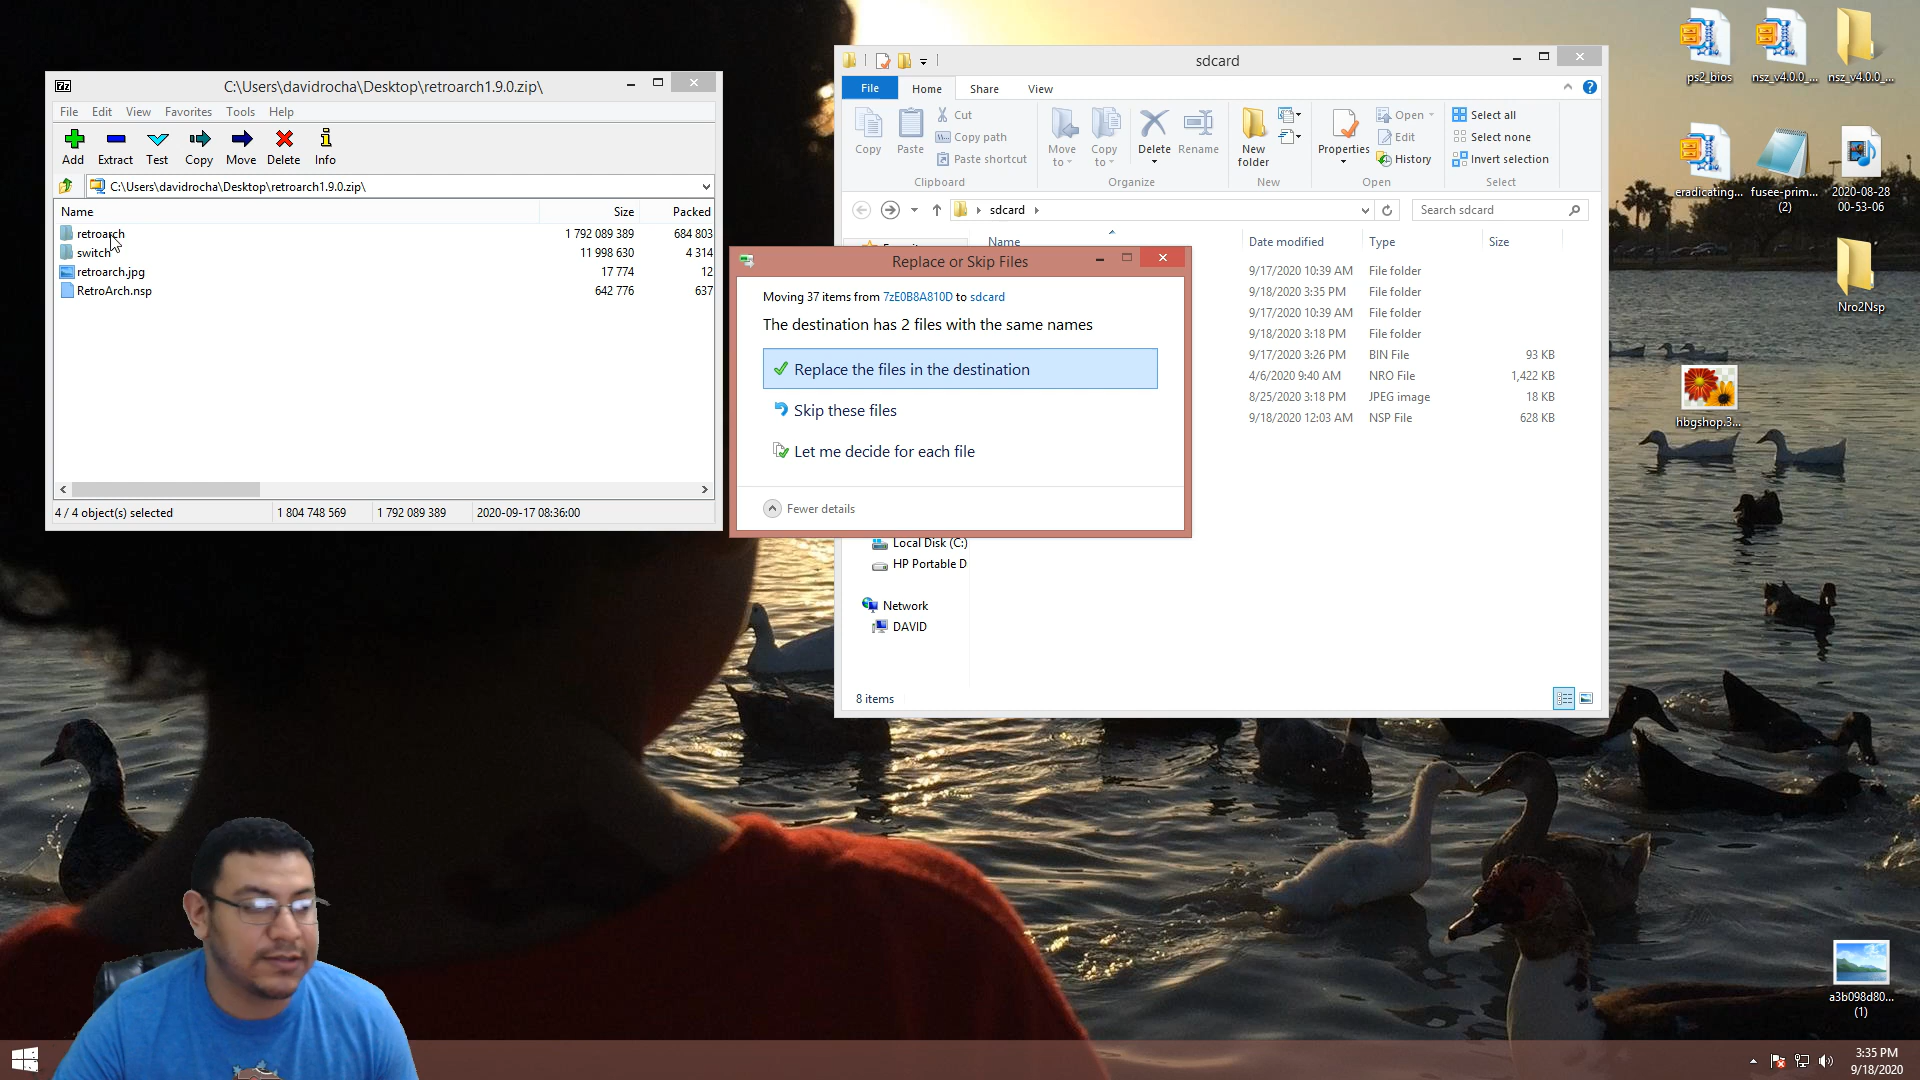 C:\Users\davidrocha\Desktop\retroarch1.9.0.zip\
File Edit View Favorites Tools Help
Add Extract Test Copy Move Delete Info
C:\Users\davidrocha\Desktop\retroarch1.9.0.zip\
Name Size Packed
retroarch 1 792 089 389 684 803
switch 11 998 630 4 314
retroarch.jpg 17 774 12
RetroArch.nsp 642 776 637
4 / 4 object(s) selected 1 804 748 569 1 792 089 389 2020-09-17 08:36:00
sdcard
File Home Share View
Copy
Paste
Cut
Copy path
Paste shortcut
Clipboard
Move to
Copy to
Delete
Rename
Organize
New folder
New
Properties
Open
Edit
History
Open
Select all
Select none
Invert selection
Select
sdcard
Search sdcard
Name Date modified Type Size
9/17/2020 10:39 AM File folder
9/18/2020 3:35 PM File folder
9/17/2020 10:39 AM File folder
9/18/2020 3:18 PM File folder
9/17/2020 3:26 PM BIN File 93 KB
4/6/2020 9:40 AM NRO File 1,422 KB
8/25/2020 3:18 PM JPEG image 18 KB
9/18/2020 12:03 AM NSP File 628 KB
Local Disk (C:)
HP Portable D
Network
DAVID
8 items
Replace or Skip Files
Moving 37 items from 7zE0B8A810D to sdcard
The destination has 2 files with the same names
Replace the files in the destination
Skip these files
Let me decide for each file
Fewer details
ps2_bios
nsz_v4.0.0_...
nsz_v4.0.0_...
eradicating...
fusee-prim...
(2)
2020-08-28
00-53-06
Nro2Nsp
hbgshop.3...
a3b098d80...
(1)
3:35 PM
9/18/2020